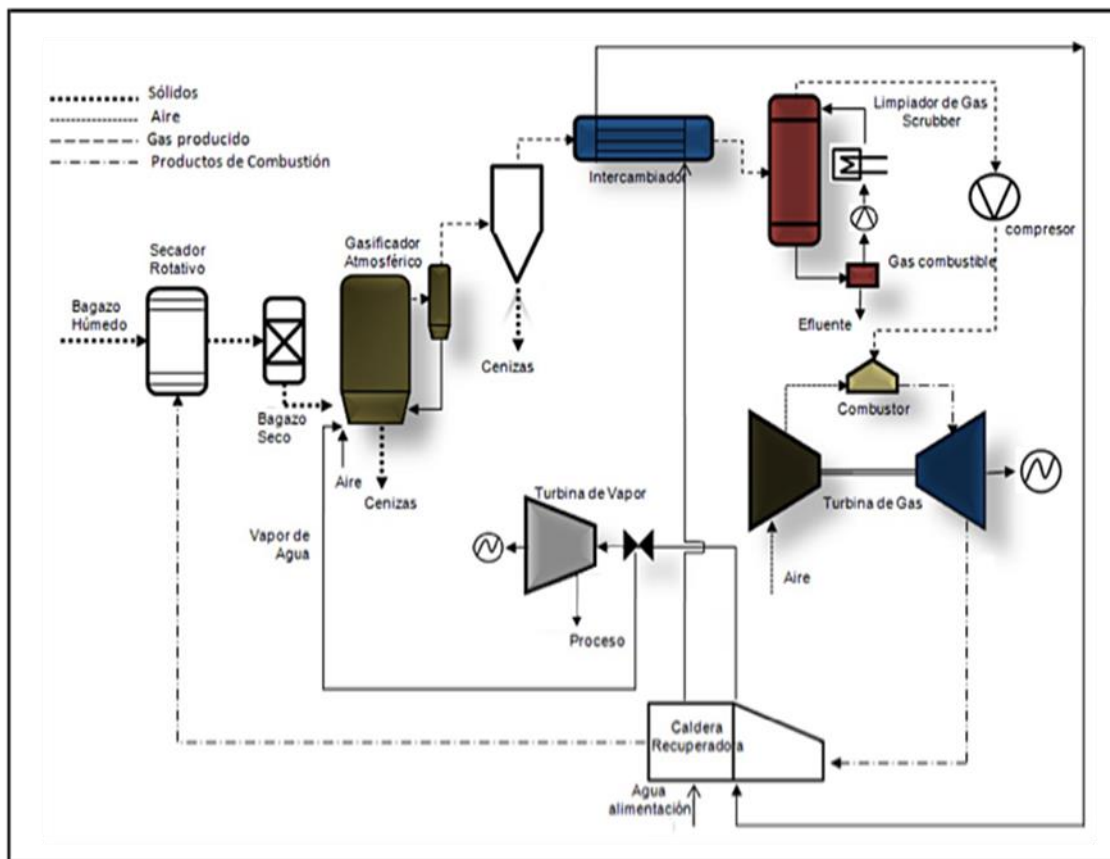 Sólidos
Aire
Gas producido
Productos de Combustión
Limpiador de Gas
Scrubber
Intercambiador
compresor
Secador
Rotativo
Gasificador
Atmosférico
Gas combustible
Bagazo
Húmedo
Efluente
Cenizas
Combustor
Bagazo
Seco
Aire
Cenizas
Turbina de Vapor
Turbina de Gas
Vapor de
Agua
Aire
Proceso
Caldera
Recuperadora
Agua
alimentación